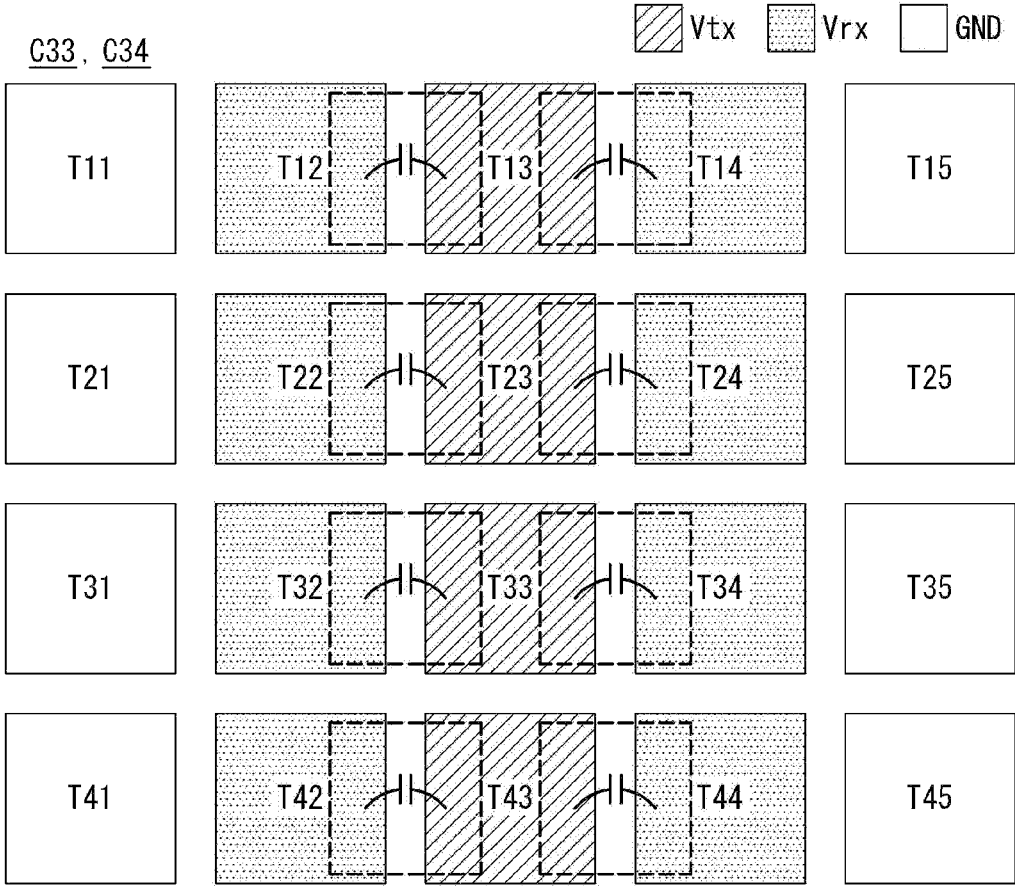 Vtx Vrx GND
C33, C34
T11 T12 T13 T14 T15
T21 T22 T23 T24 T25
T31 T32 T33 T34 T35
T41 T42 T43 T44 T45